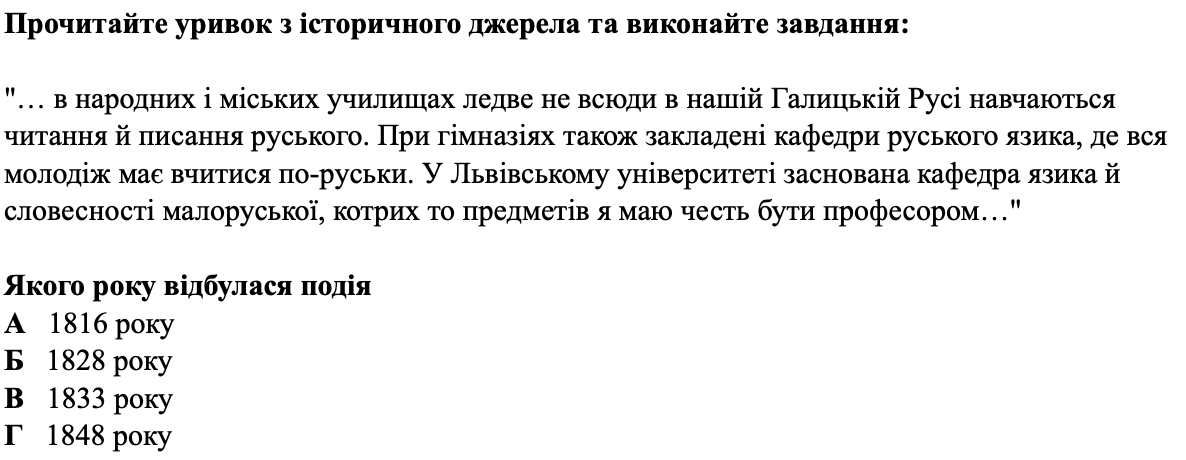 Прочитайте уривок з історичного джерела та виконайте завдання:
"… в народних і міських училищах ледве не всюди в нашій Галицькій Русі навчаються
читання й писання руського. При гімназіях також закладені кафедри руського язика, де вся
молодіж має вчитися по-руськи. У Львівському університеті заснована кафедра язика й
словесності малоруської, котрих то предметів я маю честь бути професором…"
Якого року відбулася подія
А 1816 року
Б 1828 року
В 1833 року
Г 1848 року